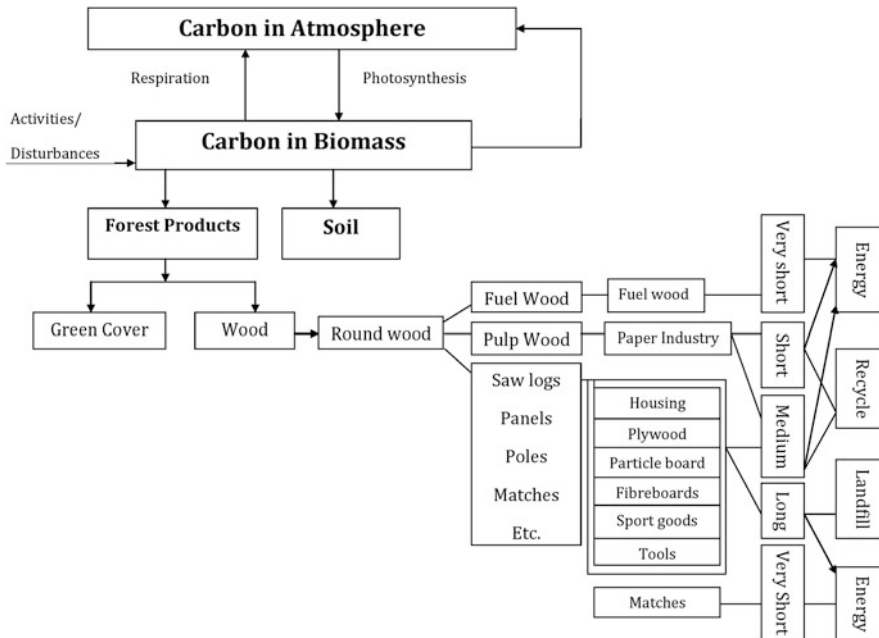 Carbon in Atmosphere
Respiration
Photosynthesis
Activities/
Disturbances
Carbon in Biomass
Forest Products
Soil
Green Cover
Wood
Round wood
Fuel Wood
Fuel wood
Very short
Energy
Pulp Wood
Paper Industry
Short
Recycle
Saw logs
Panels
Poles
Matches
Etc.
Housing
Plywood
Particle board
Fibreboards
Sport goods
Tools
Medium
Long
Landfill
Matches
Very Short
Energy